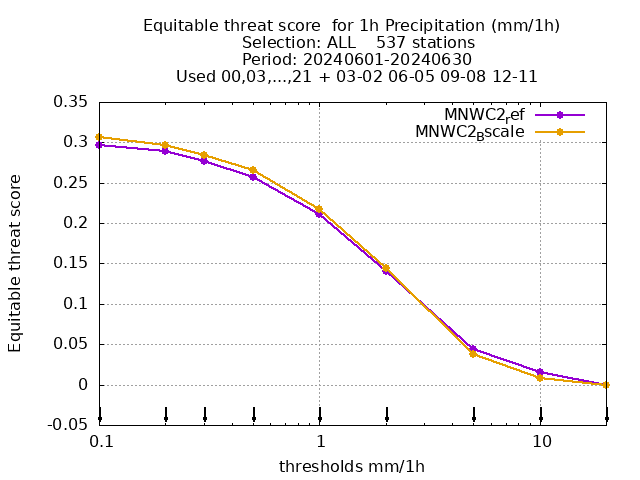 Equitable threat score  for 1h Precipitation (mm/1h)
Selection: ALL    537 stations
Period: 20240601-20240630
Used 00,03,...,21 + 03-02 06-05 09-08 12-11
MNWC2ref
MNWC2Bscale
0.35
0.3
0.25
0.2
0.15
0.1
0.05
0
-0.05
0.1
1
10
Equitable threat score
thresholds mm/1h